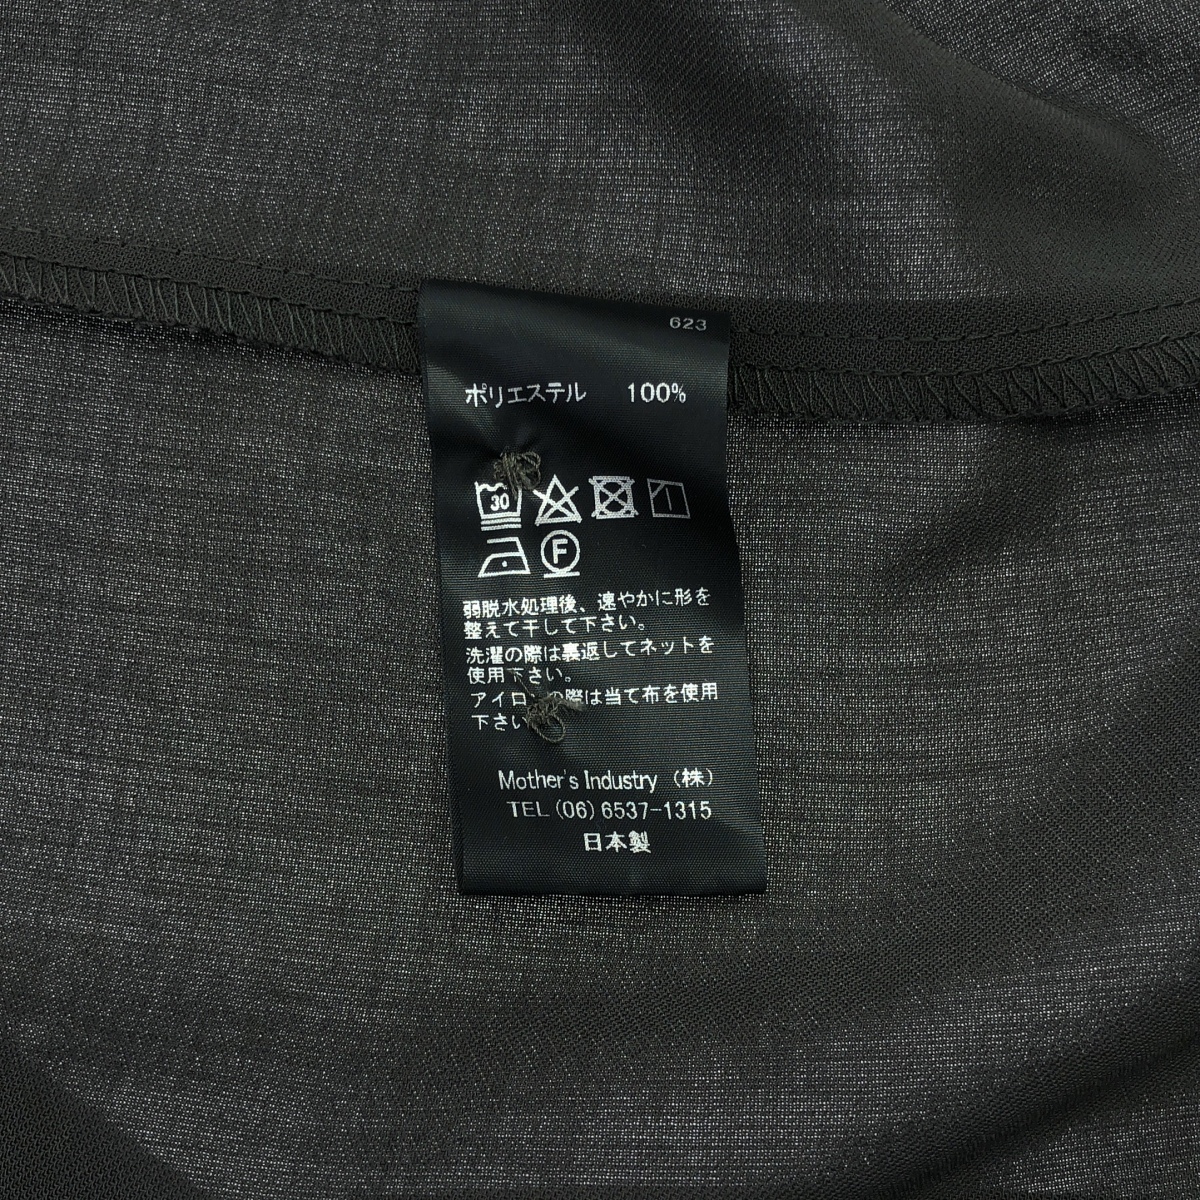 623
ポリエステル 100%
30
F
弱脱水処理後、速やかに形を
整えて干して下さい。
洗濯の際は裏返してネットを
使用下さい。
アイロンの際は当て布を使用
下さい
Mother's Industry (株)
TEL (06) 6537-1315
日本製